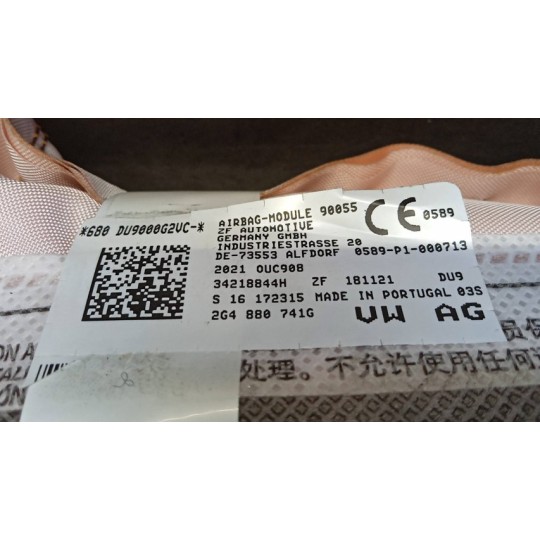 *6B0 DU9000G2VC-*
AIRBAG-MODULE 90055
ZF AUTOMOTIVE
GERMANY GMBH
INDUSTRIESTRASSE 20
DE-73553 ALFDORF 0589-P1-000713
CE 0589
2021 OUC908
34218844H ZF 181121 DU9
S 16 172315 MADE IN PORTUGAL 03S
2G4 880 741G VW AG
处理。不允许使用任何